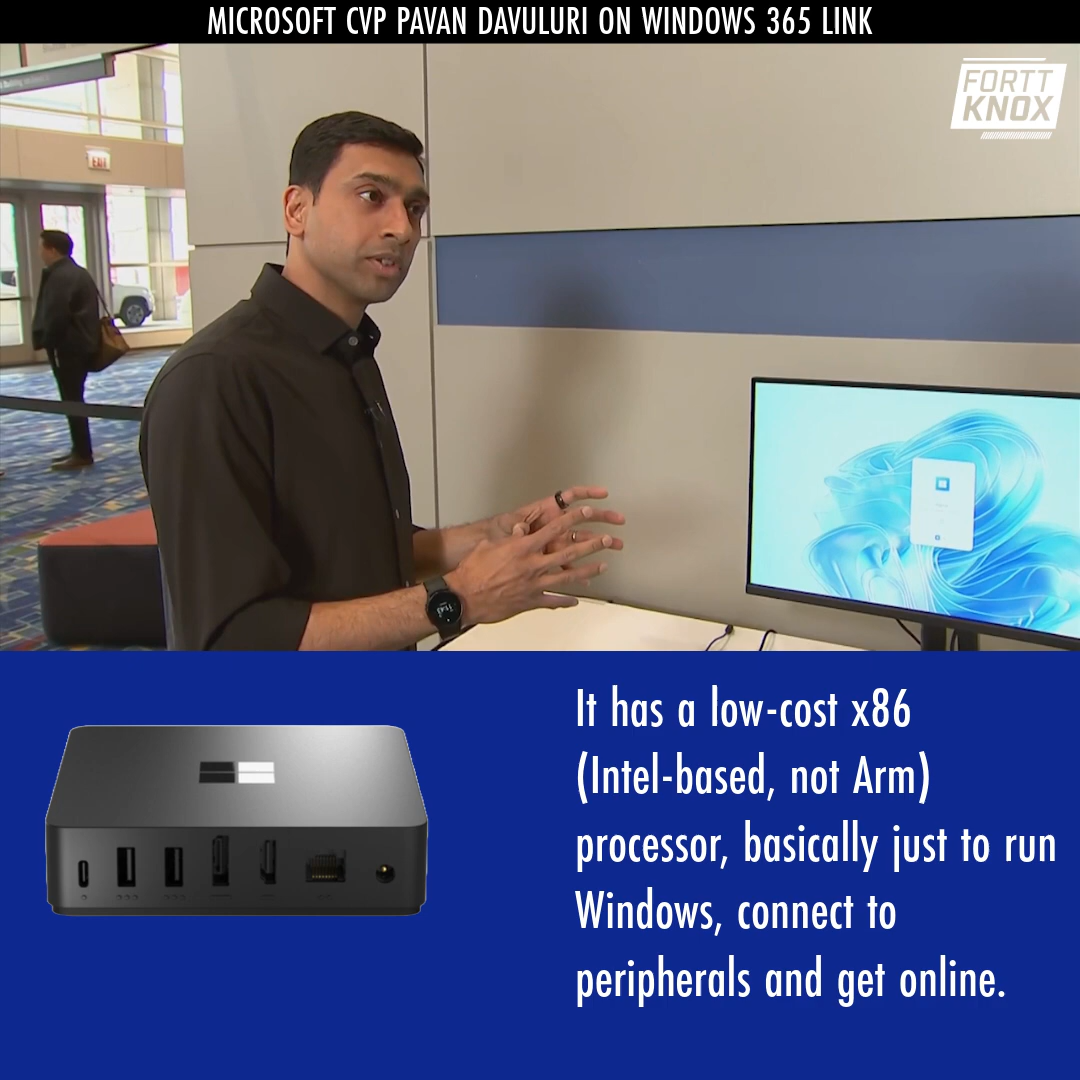 MICROSOFT CVP PAVAN DAVULURI ON WINDOWS 365 LINK
FORTT
KNOX
EXIT
It has a low-cost x86
(Intel-based, not Arm)
processor, basically just to run
Windows, connect to
peripherals and get online.